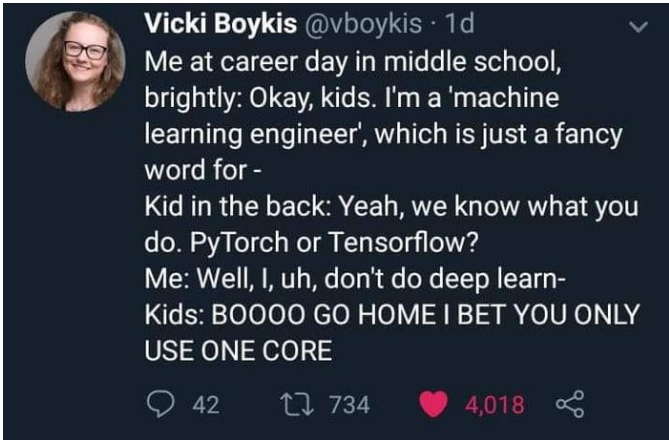 Vicki Boykis @vboykis · 1d
Me at career day in middle school,
brightly: Okay, kids. I'm a 'machine
learning engineer', which is just a fancy
word for -
Kid in the back: Yeah, we know what you
do. PyTorch or Tensorflow?
Me: Well, I, uh, don't do deep learn-
Kids: BOOOO GO HOME I BET YOU ONLY
USE ONE CORE
42 734 4,018